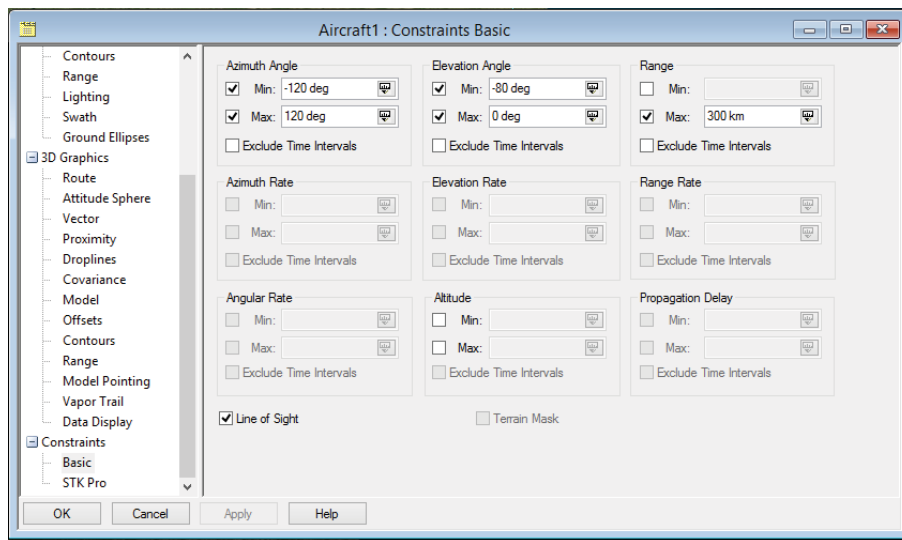 Aircraft1 : Constraints Basic
Contours
Range
Lighting
Swath
Ground Ellipses
3D Graphics
Route
Attitude Sphere
Vector
Proximity
Droplines
Covariance
Model
Offsets
Contours
Range
Model Pointing
Vapor Trail
Data Display
Constraints
Basic
STK Pro
Azimuth Angle
Min: -120 deg
Max: 120 deg
Exclude Time Intervals
Elevation Angle
Min: -80 deg
Max: 0 deg
Exclude Time Intervals
Range
Min:
Max: 300 km
Exclude Time Intervals
Azimuth Rate
Min:
Max:
Exclude Time Intervals
Elevation Rate
Min:
Max:
Exclude Time Intervals
Range Rate
Min:
Max:
Exclude Time Intervals
Angular Rate
Min:
Max:
Exclude Time Intervals
Altitude
Min:
Max:
Exclude Time Intervals
Propagation Delay
Min:
Max:
Exclude Time Intervals
Line of Sight
Terrain Mask
OK
Cancel
Apply
Help